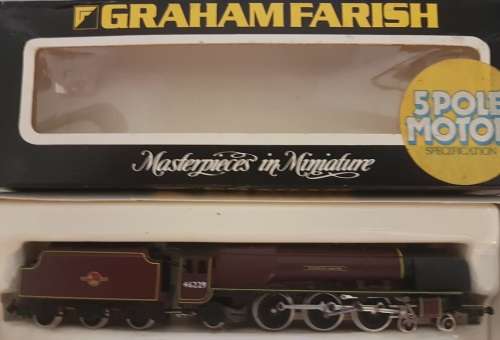 GRAHAM FARISH
5 POLE
MOTOR
SPECIFICATION
Masterpieces in Miniature
46229